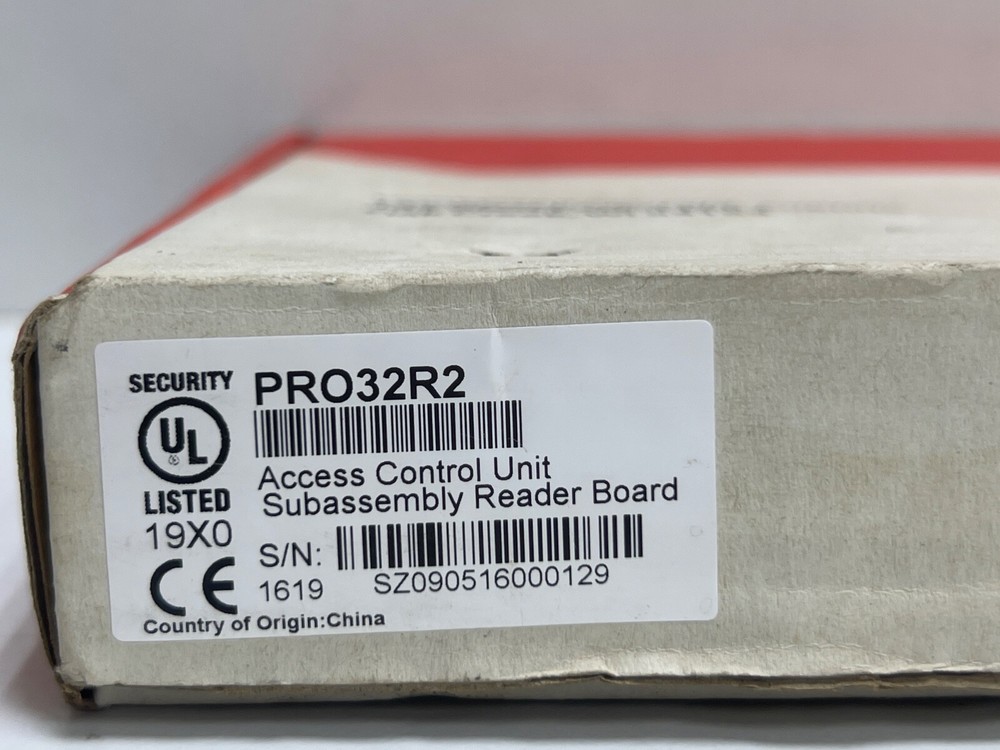 SECURITY
UL
®
LISTED
19X0
CE
PRO32R2
Access Control Unit
Subassembly Reader Board
S/N:
1619
SZ090516000129
Country of Origin:China